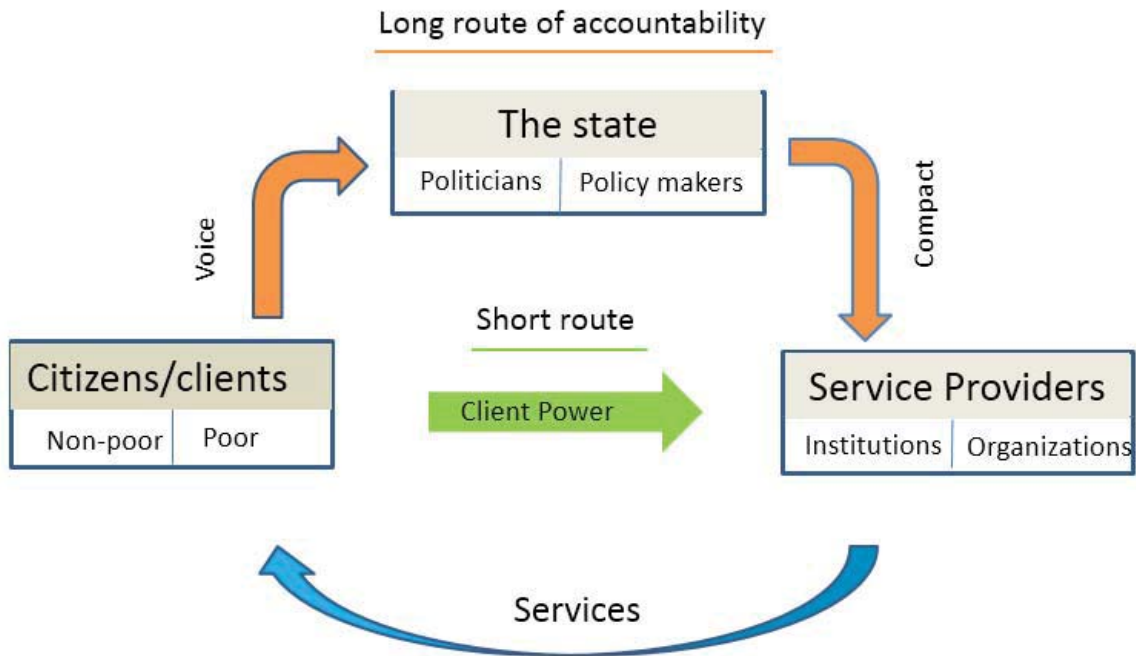 Long route of accountability
The state
Politicians
Policy makers
Voice
Compact
Short route
Client Power
Citizens/clients
Non-poor
Poor
Service Providers
Institutions
Organizations
Services